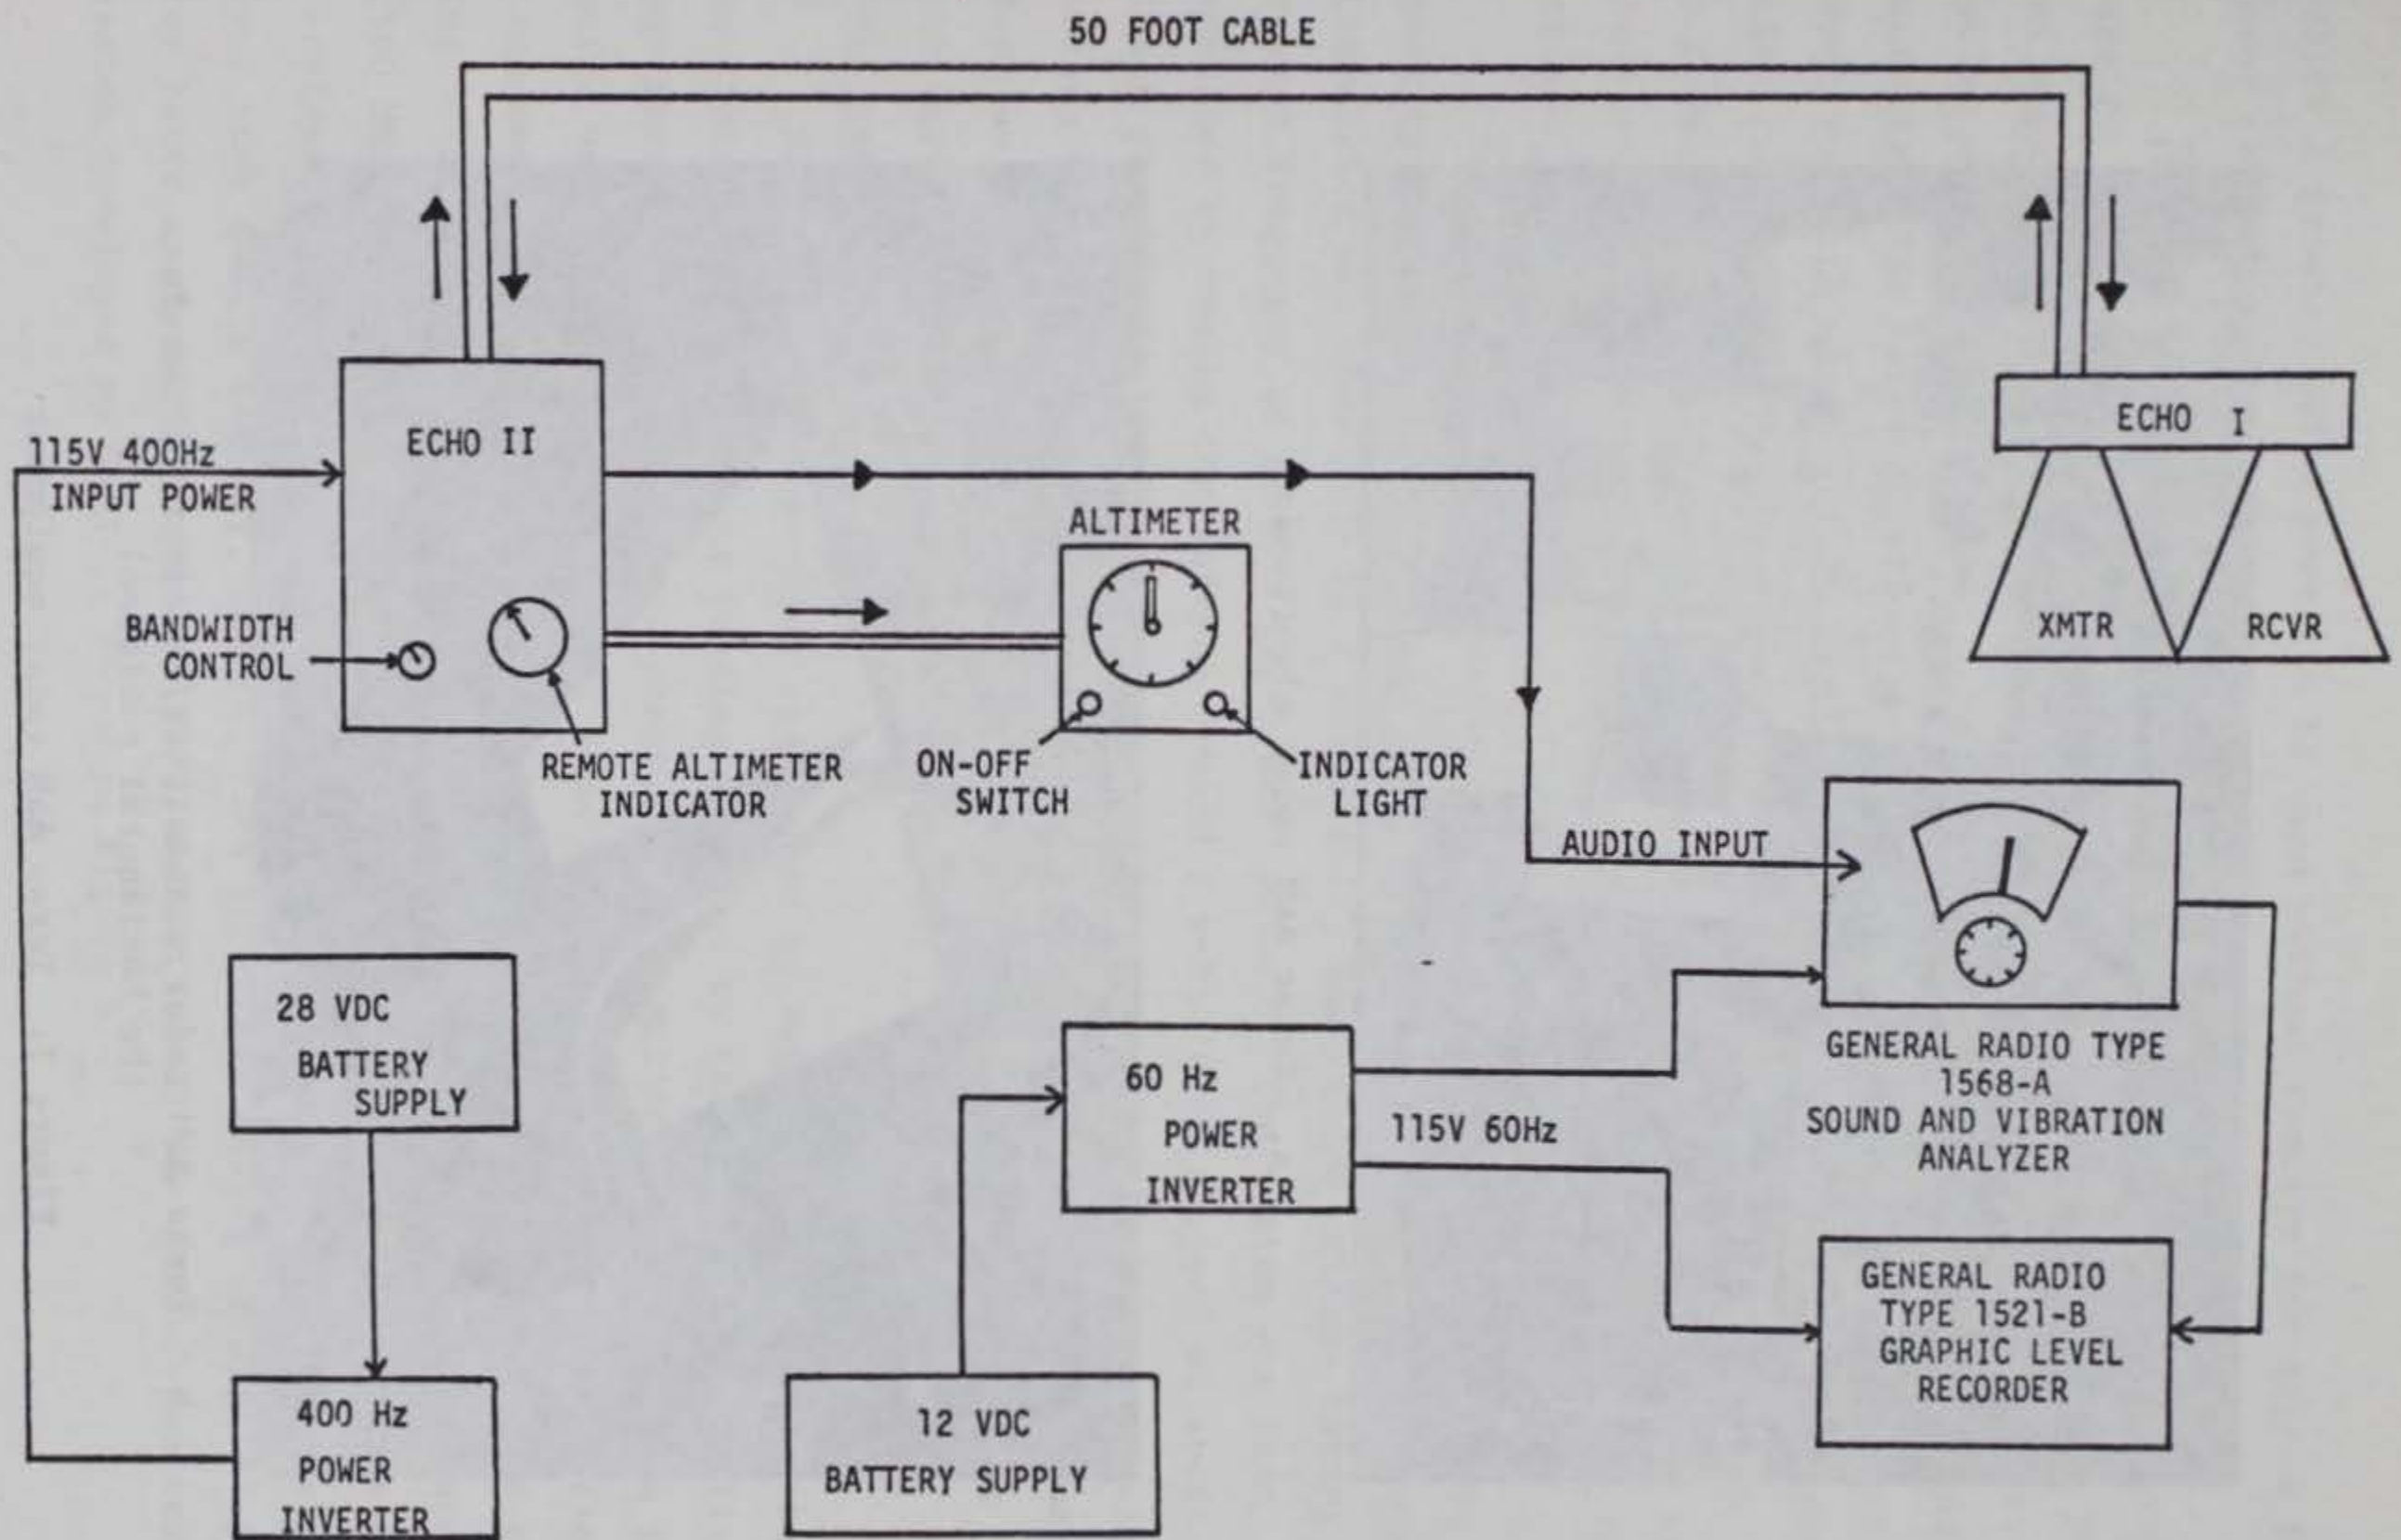 50 FOOT CABLE
ECHO II
ECHO I
115V 400Hz
INPUT POWER
ALTIMETER
BANDWIDTH
CONTROL
XMTR
RCVR
REMOTE ALTIMETER
INDICATOR
ON-OFF
SWITCH
INDICATOR
LIGHT
AUDIO INPUT
28 VDC
BATTERY
SUPPLY
60 Hz
POWER
INVERTER
115V 60Hz
GENERAL RADIO TYPE
1568-A
SOUND AND VIBRATION
ANALYZER
GENERAL RADIO
TYPE 1521-B
GRAPHIC LEVEL
RECORDER
400 Hz
POWER
INVERTER
12 VDC
BATTERY SUPPLY